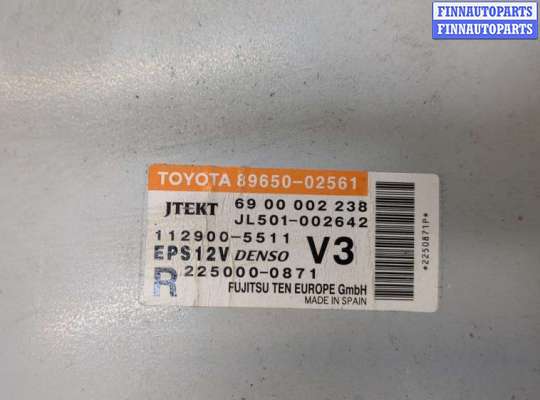 FINNAUTOPARTS
FINNAUTOPARTS
TOYOTA 89650-02561
JTEKT 69 00 002 238
JL501-002642
112900-5511 V3
EPS12V DENSO
R 225000-0871
FUJITSU TEN EUROPE GmbH
MADE IN SPAIN
*2250871P*